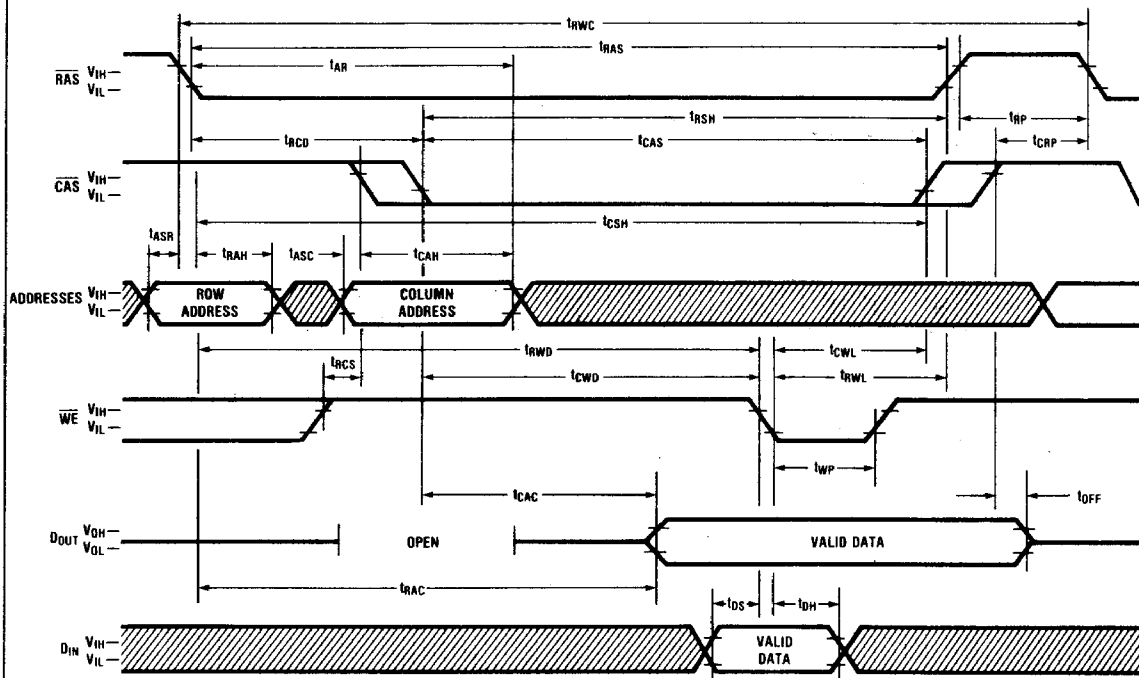 tRWC
tRAS
tAR
RAS VIH
VIL
tRSH
tRP
tRCD
tCAS
tCRP
CAS VIH
VIL
tCSH
tASR
tRAH
tASC
tCAH
ADDRESSES VIH
VIL
ROW
ADDRESS
COLUMN
ADDRESS
tRWD
tCWL
tRCS
tCWD
tRWL
WE VIH
VIL
tWP
tCAC
tOFF
DOUT VOH
VOL
OPEN
VALID DATA
tRAC
tDS
tDH
DIN VIH
VIL
VALID
DATA